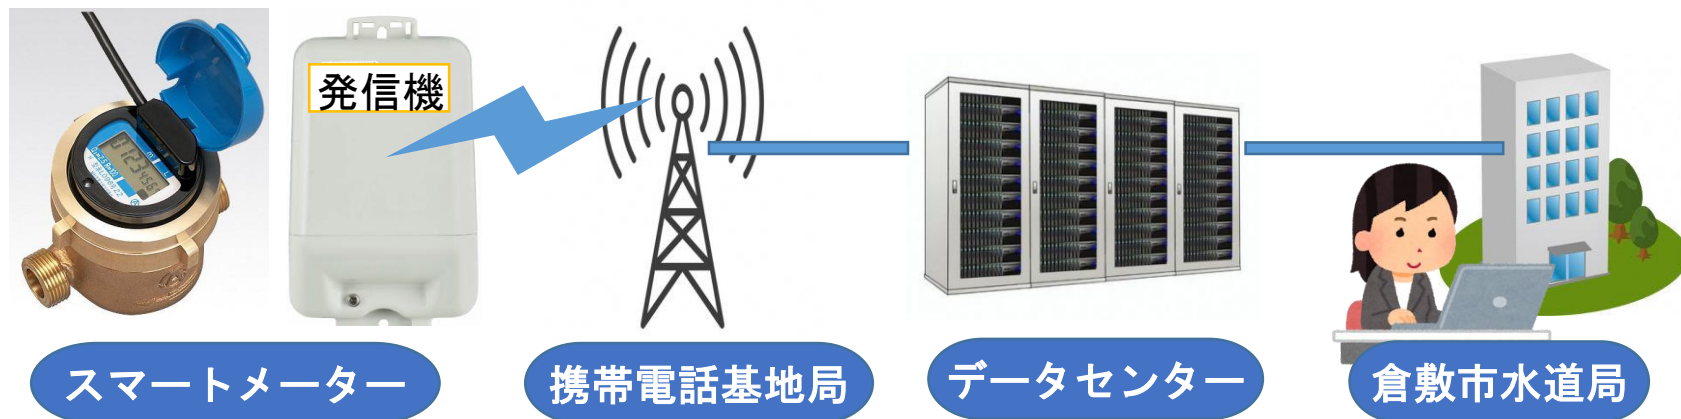 発信機
スマートメーター
携帯電話基地局
データセンター
倉敷市水道局